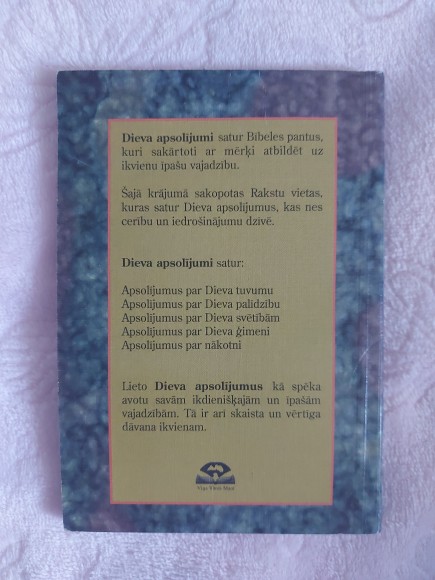 Dieva apsolījumi satur Bībeles pantus,
kuri sakārtoti ar mērķi atbildēt uz
ikvienu īpašu vajadzību.
Šajā krājumā sakopotas Rakstu vietas,
kuras satur Dieva apsolījumus, kas nes
cerību un iedrošinājumu dzīvē.
Dieva apsolījumi satur:
Apsolījumus par Dieva tuvumu
Apsolījumus par Dieva palīdzību
Apsolījumus par Dieva svētībām
Apsolījumus par Dieva ģimeni
Apsolījumus par nākotni
Lieto Dieva apsolījumus kā spēka
avotu savām ikdienišķajām un īpašām
vajadzībām. Tā ir arī skaista un vērtīga
dāvana ikvienam.